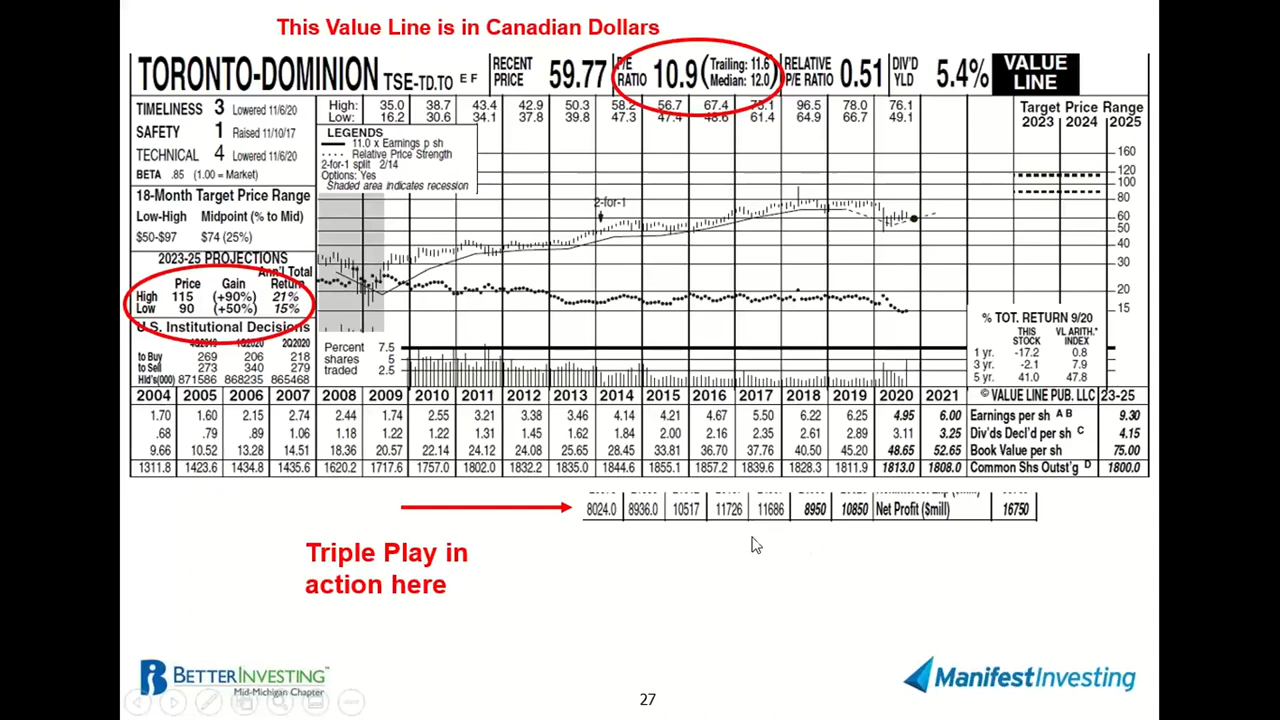 This Value Line is in Canadian Dollars
TORONTO-DOMINION TSE-TD.TO E F RECENT PRICE 59.77 P/E RATIO 10.9 (Trailing: 11.6 Median: 12.0) RELATIVE P/E RATIO 0.51 DIV'D YLD 5.4% VALUE LINE
TIMELINESS 3 Lowered 11/6/20
SAFETY 1 Raised 11/10/17
TECHNICAL 4 Lowered 11/6/20
BETA .85 (1.00 = Market)
High: 35.0 38.7 43.4 42.9 50.3 58.2 56.7 67.4 75.1 96.5 78.0 76.1
Low: 16.2 30.6 34.1 37.8 39.8 47.3 47.4 48.6 61.4 64.9 66.7 49.1
Target Price Range
2023 2024 2025
LEGENDS
11.0 x Earnings p sh
Relative Price Strength
2-for-1 split 2/14
Options: Yes
Shaded area indicates recession
18-Month Target Price Range
Low-High Midpoint (% to Mid)
$50-$97 $74 (25%)
2023-25 PROJECTIONS
Ann'l Total
Price Gain Return
High 115 (+90%) 21%
Low 90 (+50%) 15%
U.S. Institutional Decisions
4Q2019 1Q2020 2Q2020
to Buy 269 206 218
to Sell 273 340 279
Hld's(000) 871586 868235 865468
2-for-1
160
120
100
80
60
50
40
30
20
15
Percent 7.5
shares 5
traded 2.5
% TOT. RETURN 9/20
THIS STOCK VL ARITH.* INDEX
1 yr. -17.2 0.8
3 yr. -2.1 7.9
5 yr. 41.0 47.8
2004 2005 2006 2007 2008 2009 2010 2011 2012 2013 2014 2015 2016 2017 2018 2019 2020 2021 © VALUE LINE PUB. LLC 23-25
1.70 1.60 2.15 2.74 2.44 1.74 2.55 3.21 3.38 3.46 4.14 4.21 4.67 5.50 6.22 6.25 4.95 6.00 Earnings per sh A B 9.30
.68 .79 .89 1.06 1.18 1.22 1.22 1.31 1.45 1.62 1.84 2.00 2.16 2.35 2.61 2.89 3.11 3.25 Div'ds Decl'd per sh C 4.15
9.66 10.52 13.28 14.51 18.36 20.57 22.14 24.12 24.08 25.65 28.45 33.81 36.70 37.76 40.50 45.20 48.65 52.65 Book Value per sh 75.00
1311.8 1423.6 1434.8 1435.6 1620.2 1717.6 1757.0 1802.0 1832.2 1835.0 1844.6 1855.1 1857.2 1839.6 1828.3 1811.9 1813.0 1808.0 Common Shs Outst'g D 1800.0
8024.0 8936.0 10517 11726 11686 8950 10850 Net Profit ($mill) 16750
Triple Play in
action here
BETTERINVESTING™
Mid-Michigan Chapter
27
ManifestInvesting